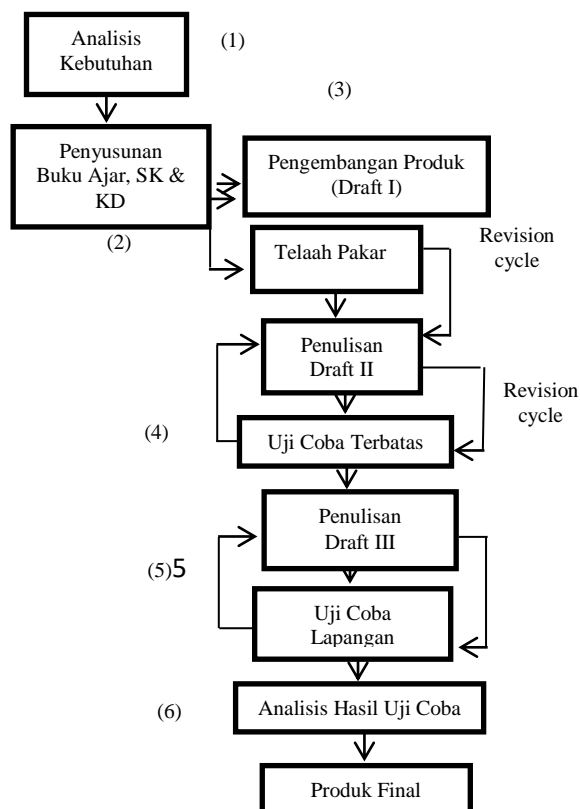 Analisis
Kebutuhan
(1)
(3)
Penyusunan
Buku Ajar, SK &
KD
Pengembangan Produk
(Draft I)
(2)
Telaah Pakar
Revision
cycle
Penulisan
Draft II
Revision
cycle
(4)
Uji Coba Terbatas
Penulisan
Draft III
(5)5
Uji Coba
Lapangan
(6)
Analisis Hasil Uji Coba
Produk Final